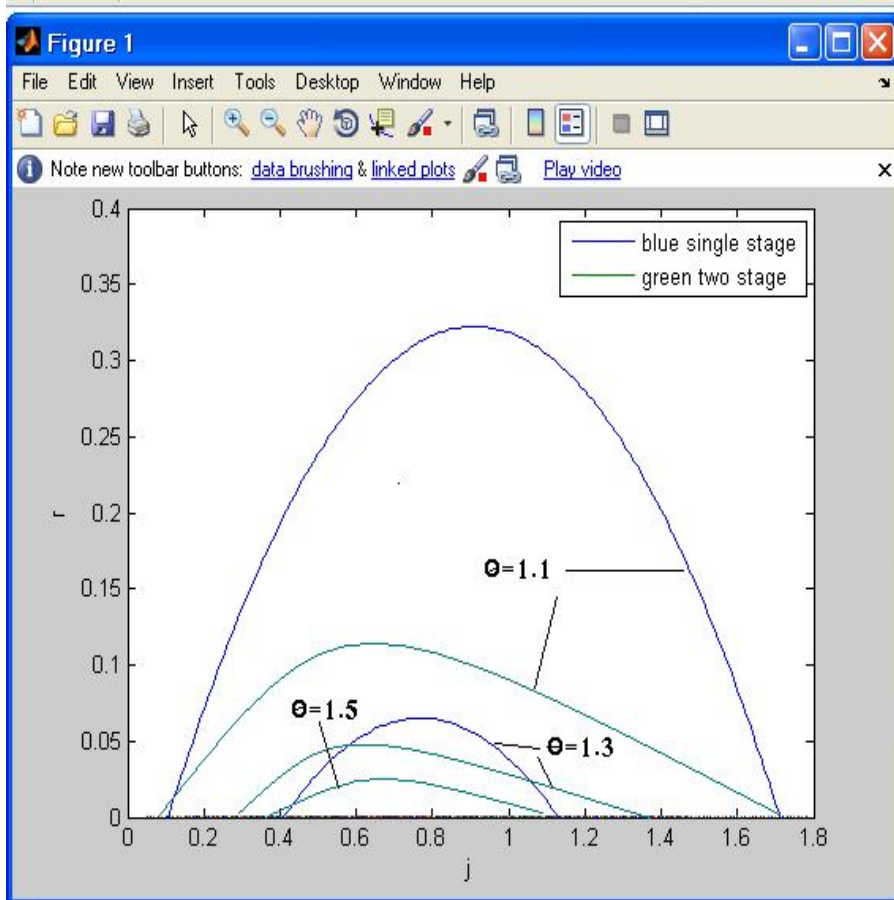 Figure 1
File Edit View Insert Tools Desktop Window Help
Note new toolbar buttons: data brushing & linked plots Play video
0.4
0.35
0.3
0.25
0.2
0.15
0.1
0.05
0
r
blue single stage
green two stage
Θ=1.1
Θ=1.5
Θ=1.3
0 0.2 0.4 0.6 0.8 1 1.2 1.4 1.6 1.8
j